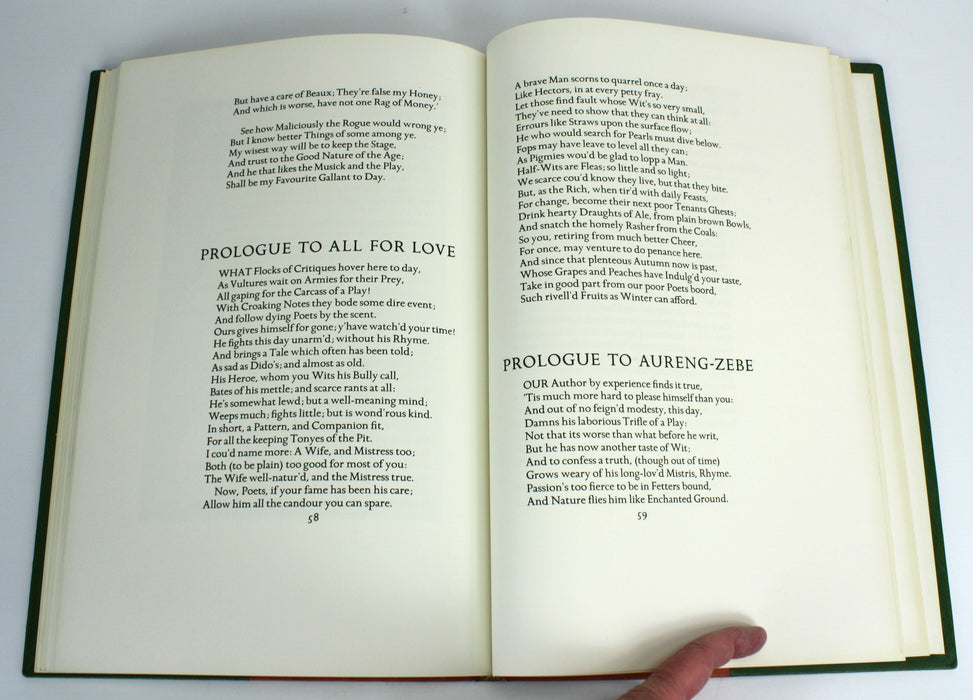 But have a care of Beaux; They're false my Honey;
And which is worse, have not one Rag of Money.'
See how Maliciously the Rogue would wrong ye;
But I know better Things of some among ye.
My wisest way will be to keep the Stage,
And trust to the Good Nature of the Age;
And he that likes the Musick and the Play,
Shall be my Favourite Gallant to Day.
PROLOGUE TO ALL FOR LOVE
WHAT Flocks of Critiques hover here to day,
As Vultures wait on Armies for their Prey,
All gaping for the Carcass of a Play!
With Croaking Notes they bode some dire event;
And follow dying Poets by the scent.
Ours gives himself for gone; y'have watch'd your time!
He fights this day unarm'd; without his Rhyme.
And brings a Tale which often has been told;
As sad as Dido's; and almost as old.
His Heroe, whom you Wits his Bully call,
Bates of his mettle; and scarce rants at all:
He's somewhat lewd; but a well-meaning mind;
Weeps much; fights little; but is wond'rous kind.
In short, a Pattern, and Companion fit,
For all the keeping Tonyes of the Pit.
I cou'd name more: A Wife, and Mistress too;
Both (to be plain) too good for most of you:
The Wife well-natur'd, and the Mistress true.
Now, Poets, if your fame has been his care;
Allow him all the candour you can spare.
58
A brave Man scorns to quarrel once a day;
Like Hectors, in at every petty fray.
Let those find fault whose Wit's so very small,
They've need to show that they can think at all:
Errours like Straws upon the surface flow;
He who would search for Pearls must dive below.
Fops may have leave to level all they can;
As Pigmies wou'd be glad to lopp a Man.
Half-Wits are Fleas; so little and so light;
We scarce cou'd know they live, but that they bite.
But, as the Rich, when tir'd with daily Feasts,
For change, become their next poor Tenants Ghests;
Drink hearty Draughts of Ale, from plain brown Bowls,
And snatch the homely Rasher from the Coals:
So you, retiring from much better Cheer,
For once, may venture to do penance here.
And since that plenteous Autumn now is past,
Whose Grapes and Peaches have Indulg'd your taste,
Take in good part from our poor Poets boord,
Such rivell'd Fruits as Winter can afford.
PROLOGUE TO AURENG-ZEBE
OUR Author by experience finds it true,
'Tis much more hard to please himself than you:
And out of no feign'd modesty, this day,
Damns his laborious Trifle of a Play:
Not that its worse than what before he writ,
But he has now another taste of Wit;
And to confess a truth, (though out of time)
Grows weary of his long-lov'd Mistris, Rhyme.
Passion's too fierce to be in Fetters bound,
And Nature flies him like Enchanted Ground.
59